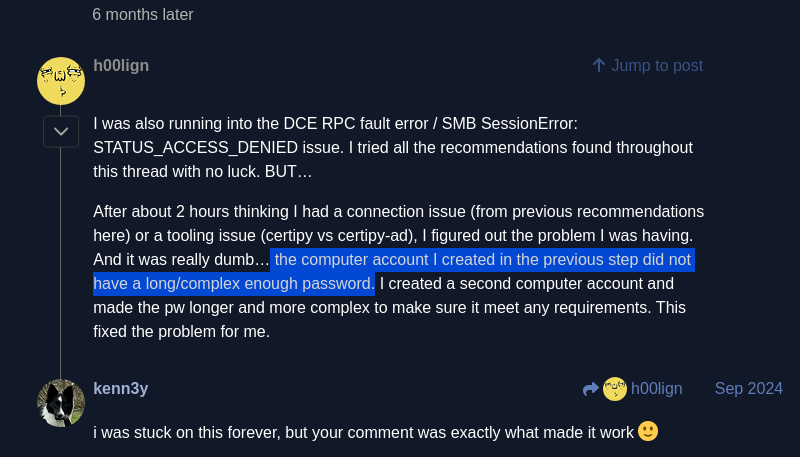 6 months later
h00lign
Jump to post
I was also running into the DCE RPC fault error / SMB SessionError:
STATUS_ACCESS_DENIED issue. I tried all the recommendations found throughout
this thread with no luck. BUT…
After about 2 hours thinking I had a connection issue (from previous recommendations
here) or a tooling issue (certipy vs certipy-ad), I figured out the problem I was having.
And it was really dumb… the computer account I created in the previous step did not
have a long/complex enough password. I created a second computer account and
made the pw longer and more complex to make sure it meet any requirements. This
fixed the problem for me.
kenn3y
h00lign
Sep 2024
i was stuck on this forever, but your comment was exactly what made it work 🙂